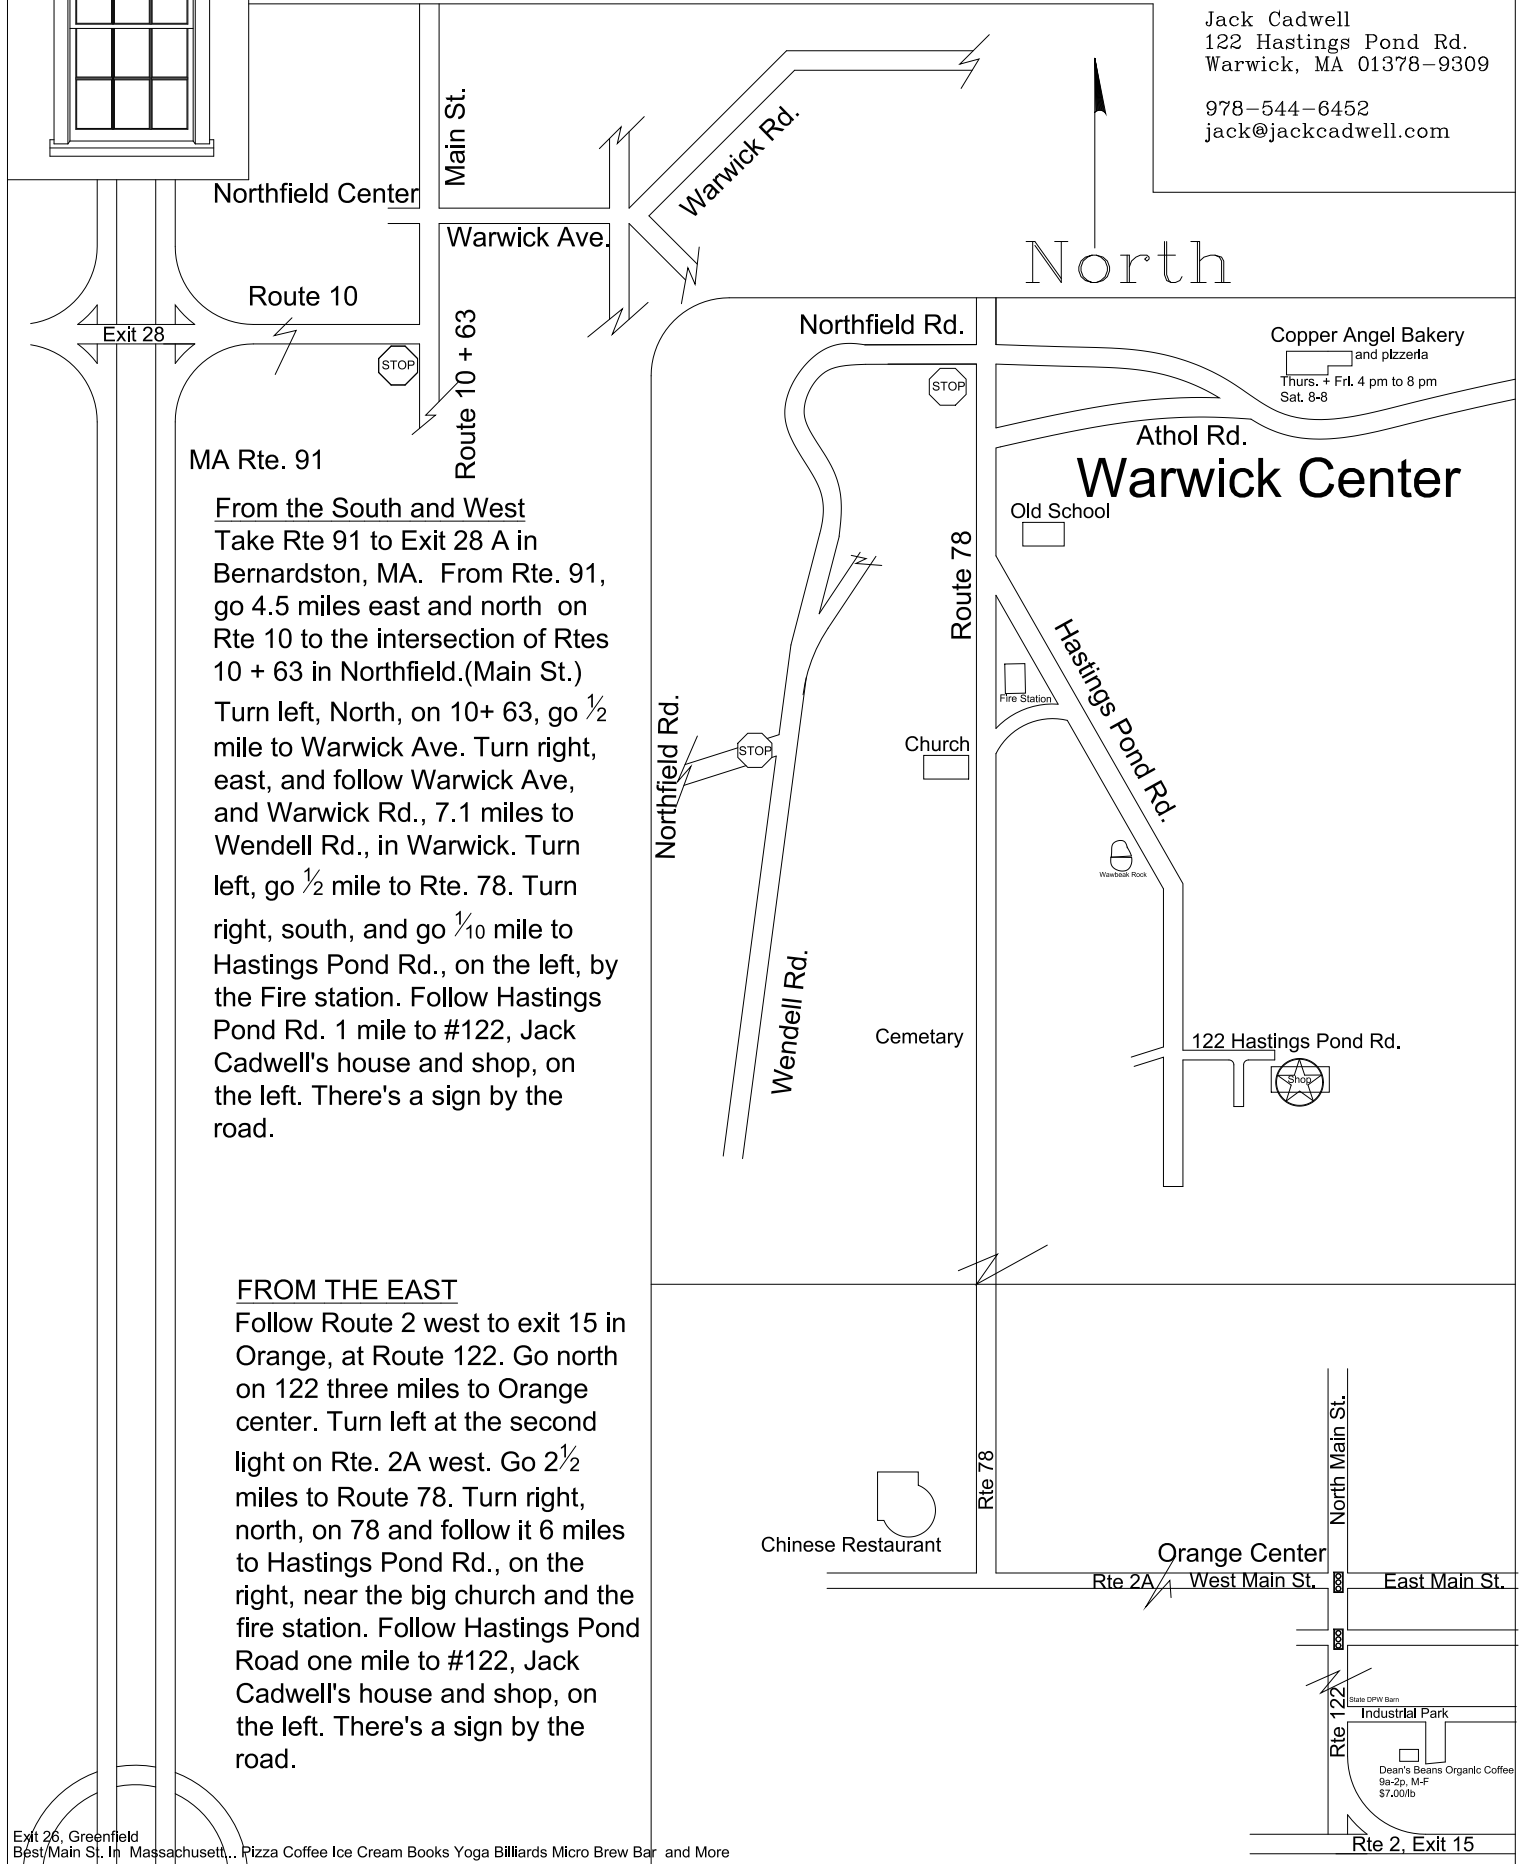 Jack Cadwell
122 Hastings Pond Rd.
Warwick, MA 01378-9309
978-544-6452
jack@jackcadwell.com
Main St.
Warwick Rd.
Northfield Center
Warwick Ave.
North
Route 10
Exit 28
STOP
Route 10 + 63
MA Rte. 91
Northfield Rd.
STOP
Copper Angel Bakery
and pizzeria
Thurs. + Fri. 4 pm to 8 pm
Sat. 8-8
Athol Rd.
Warwick Center
Old School
Route 78
Hastings Pond Rd.
Fire Station
Northfield Rd.
STOP
Church
Wawbeak Rock
Wendell Rd.
Cemetary
122 Hastings Pond Rd.
Shop
From the South and West
Take Rte 91 to Exit 28 A in
Bernardston, MA.  From Rte. 91,
go 4.5 miles east and north  on
Rte 10 to the intersection of Rtes
10 + 63 in Northfield.(Main St.)
Turn left, North, on 10+ 63, go ½
mile to Warwick Ave. Turn right,
east, and follow Warwick Ave,
and Warwick Rd., 7.1 miles to
Wendell Rd., in Warwick. Turn
left, go ½ mile to Rte. 78. Turn
right, south, and go ⅒ mile to
Hastings Pond Rd., on the left, by
the Fire station. Follow Hastings
Pond Rd. 1 mile to #122, Jack
Cadwell's house and shop, on
the left. There's a sign by the
road.
FROM THE EAST
Follow Route 2 west to exit 15 in
Orange, at Route 122. Go north
on 122 three miles to Orange
center. Turn left at the second
light on Rte. 2A west. Go 2½
miles to Route 78. Turn right,
north, on 78 and follow it 6 miles
to Hastings Pond Rd., on the
right, near the big church and the
fire station. Follow Hastings Pond
Road one mile to #122, Jack
Cadwell's house and shop, on
the left. There's a sign by the
road.
Rte 78
North Main St.
Chinese Restaurant
Orange Center
Rte 2A
West Main St.
East Main St.
Rte 122
State DPW Barn
Industrial Park
Dean's Beans Organic Coffee
9a-2p, M-F
$7.00/lb
Rte 2, Exit 15
Exit 26, Greenfield
Best Main St. In  Massachusett... Pizza Coffee Ice Cream Books Yoga Billiards Micro Brew Bar  and More